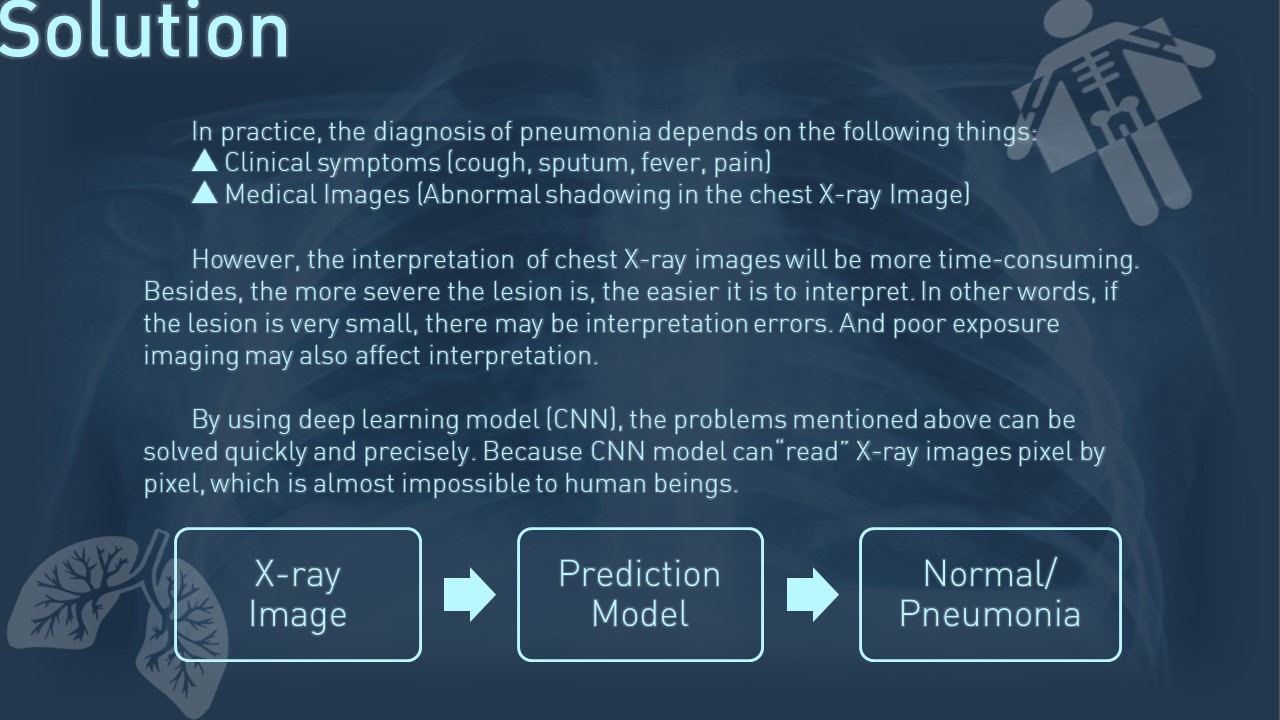 Solution
In practice, the diagnosis of pneumonia depends on the following things:
▲ Clinical symptoms (cough, sputum, fever, pain)
▲ Medical Images (Abnormal shadowing in the chest X-ray Image)
However, the interpretation of chest X-ray images will be more time-consuming.
Besides, the more severe the lesion is, the easier it is to interpret. In other words, if
the lesion is very small, there may be interpretation errors. And poor exposure
imaging may also affect interpretation.
By using deep learning model (CNN), the problems mentioned above can be
solved quickly and precisely. Because CNN model can“read” X-ray images pixel by
pixel, which is almost impossible to human beings.
X-ray
Image
Prediction
Model
Normal/
Pneumonia